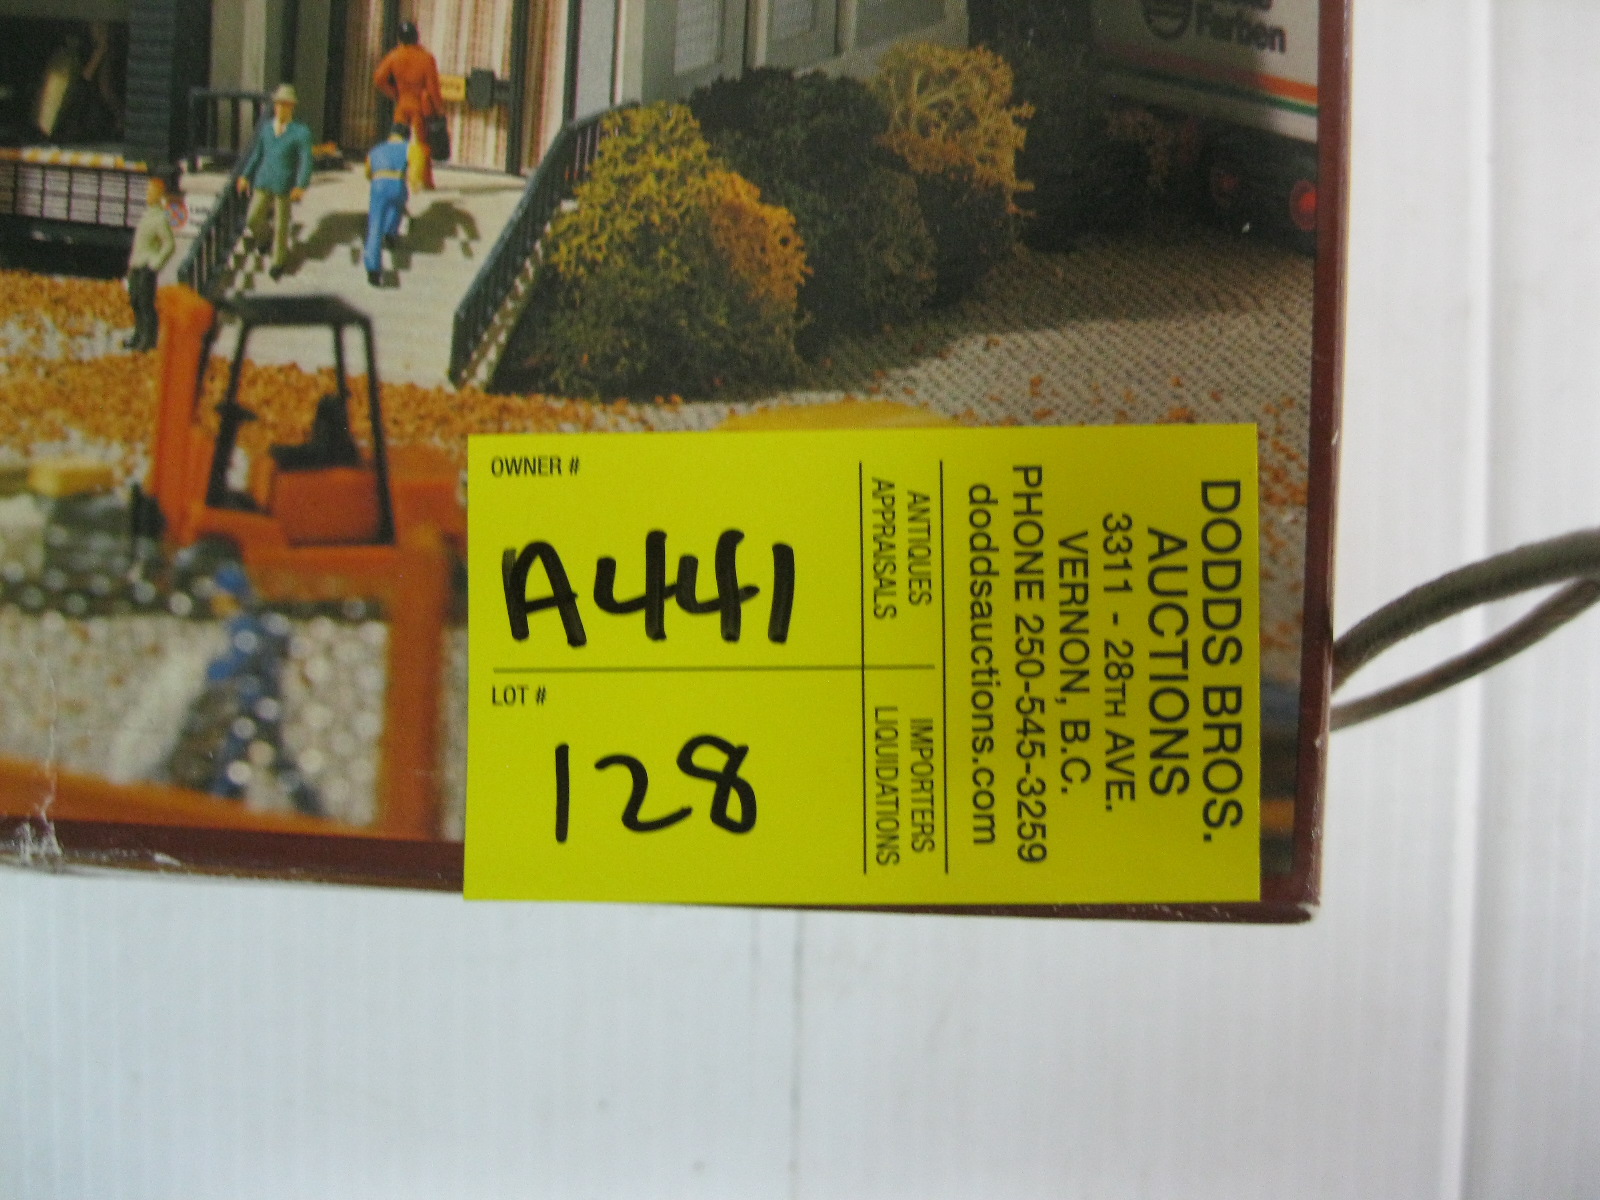 Farben
DODDS BROS.
AUCTIONS
3311 - 28TH AVE.
VERNON, B.C.
PHONE 250-545-3259
doddsauctions.com
ANTIQUES IMPORTERS
APPRAISALS LIQUIDATIONS
OWNER #
A441
LOT #
128